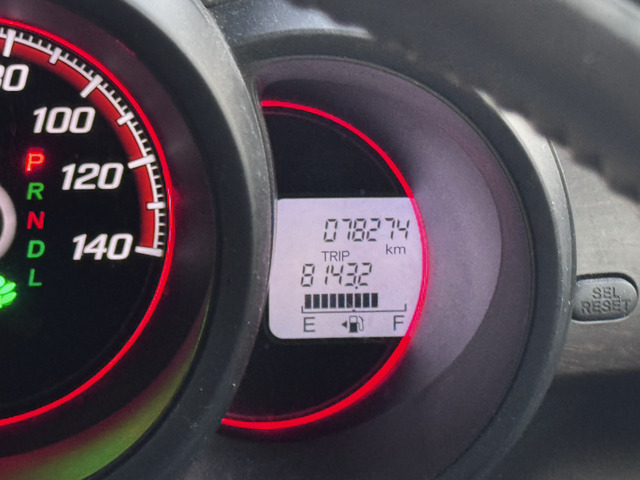 80
100
120
140
P
R
N
D
L
078274
km
TRIP
8143.2
E F
SEL
RESET